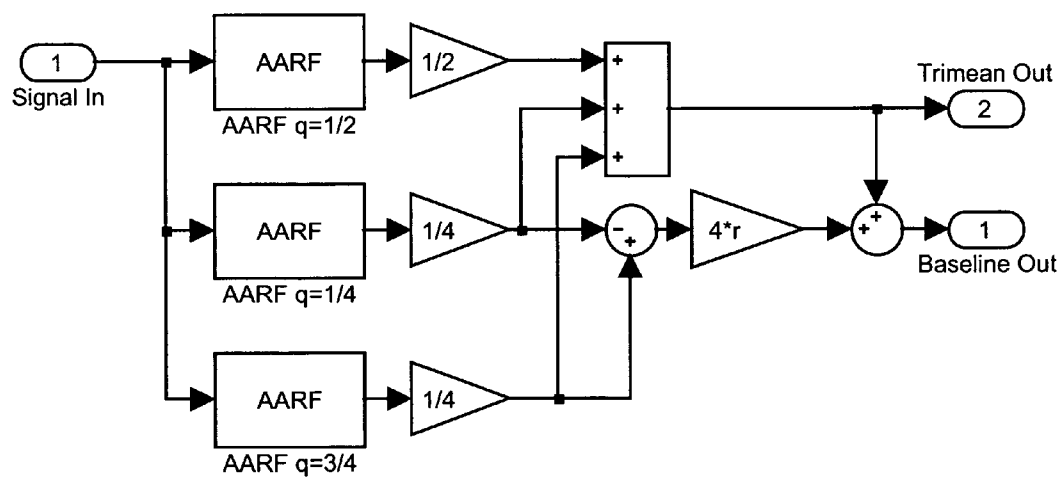 1
Signal In
AARF
AARF q=1/2
1/2
+
+
+
Trimean Out
2
AARF
AARF q=1/4
1/4
-
+
4*r
+
+
1
Baseline Out
AARF
AARF q=3/4
1/4